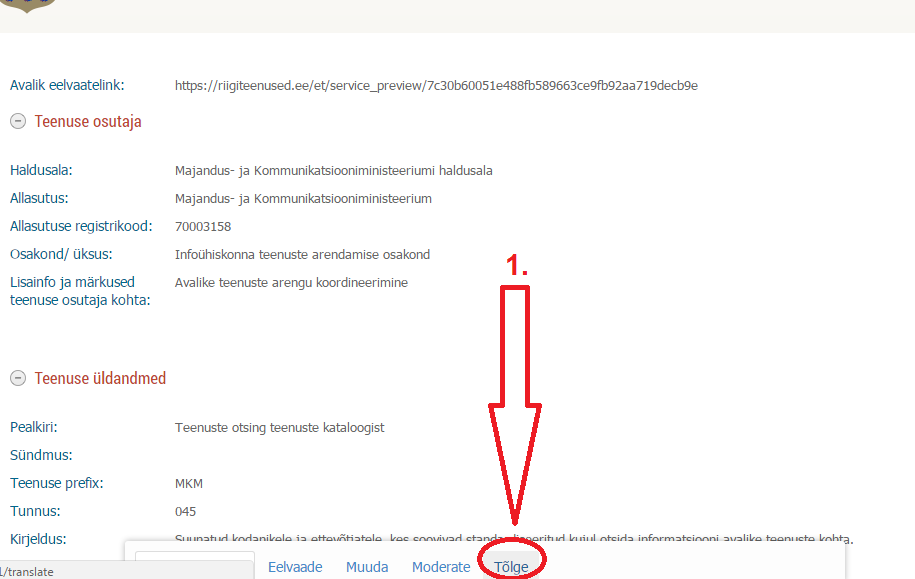 Avalik eelvaatelink: https://riigiteenused.ee/et/service_preview/7c30b60051e488fb589663ce9fb92aa719decb9e
Teenuse osutaja
Haldusala: Majandus- ja Kommunikatsiooniministeeriumi haldusala
Allasutus: Majandus- ja Kommunikatsiooniministeerium
Allasutuse registrikood: 70003158
Osakond/ üksus: Infoühiskonna teenuste arendamise osakond
1.
Lisainfo ja märkused Avalike teenuste arengu koordineerimine
teenuse osutaja kohta:
Teenuse üldandmed
Pealkiri: Teenuste otsing teenuste kataloogist
Sündmus:
Teenuse prefix: MKM
Tunnus: 045
Kirjeldus: Suunatud kodanikele ja ettevõtjatele, kes soovivad standardiseeritud kujul otsida informatsiooni avalike teenuste kohta.
Eelvaade Muuda Moderate Tõlge
/translate